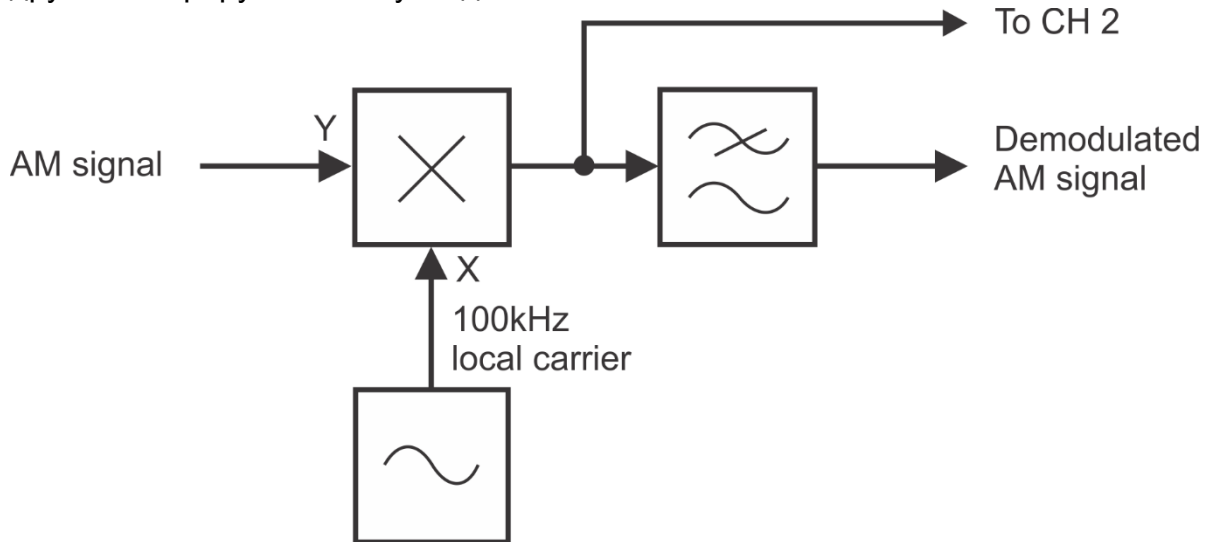 To CH 2
Y
AM signal
Demodulated
AM signal
X
100kHz
local carrier